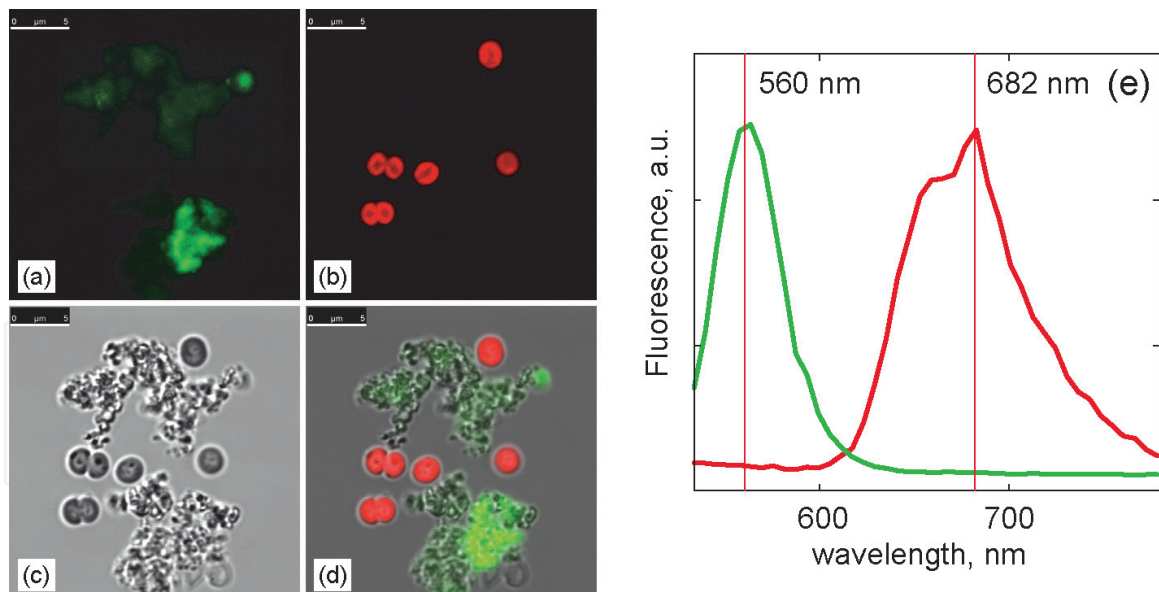 0 µm 5
(a)
0 µm 5
(b)
0 µm 5
(c)
0 µm 5
(d)
560 nm
682 nm
(e)
Fluorescence, a.u.
600
700
wavelength, nm